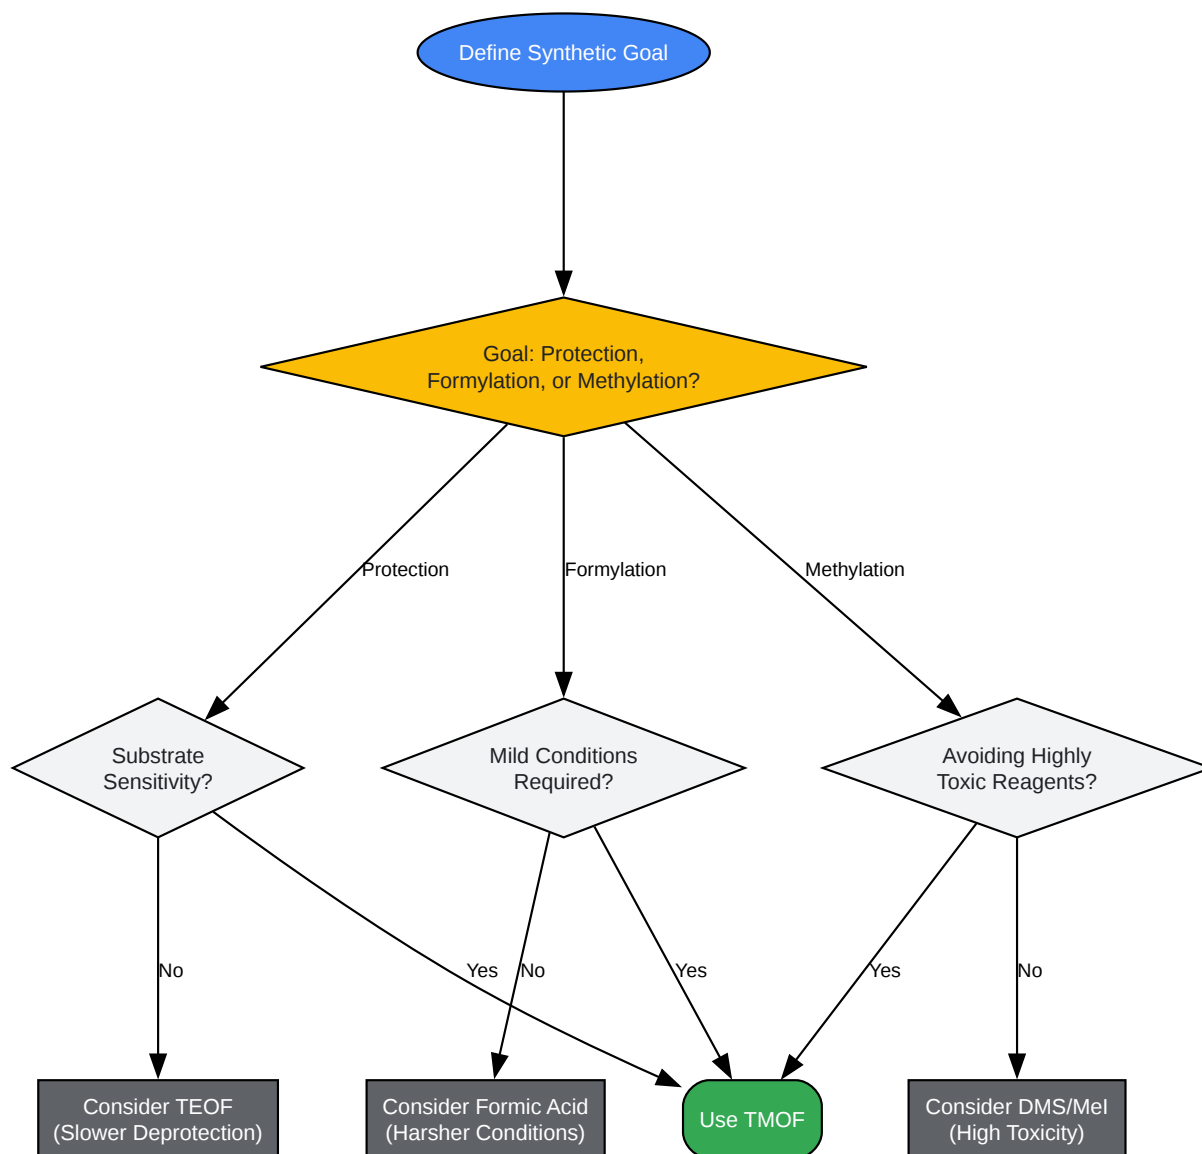 Define Synthetic Goal
Goal: Protection,
Formylation, or Methylation?
Protection
Formylation
Methylation
Substrate
Sensitivity?
Mild Conditions
Required?
Avoiding Highly
Toxic Reagents?
No
Yes
No
Yes
Yes
No
Consider TEOF
(Slower Deprotection)
Consider Formic Acid
(Harsher Conditions)
Use TMOF
Consider DMS/MeI
(High Toxicity)